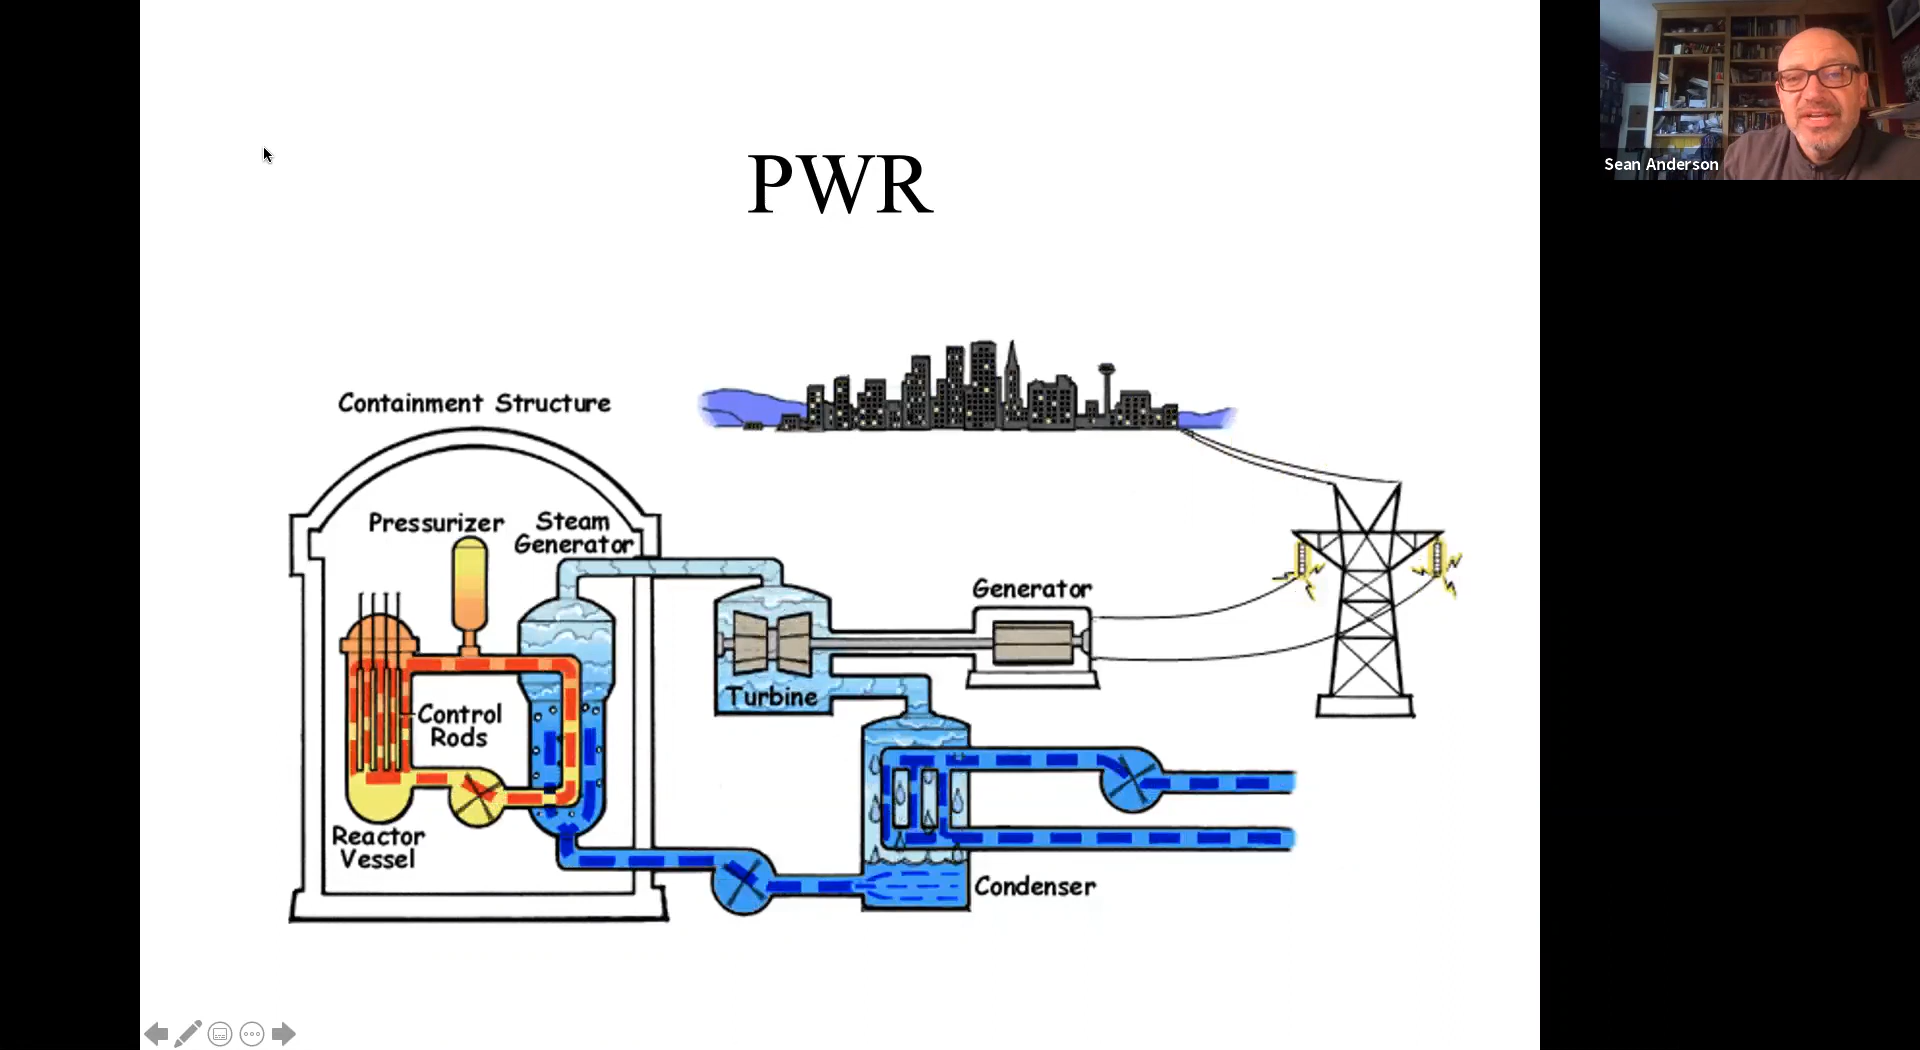 PWR
Sean Anderson
Containment Structure
Pressurizer
Steam
Generator
Control
Rods
Reactor
Vessel
Turbine
Generator
Condenser